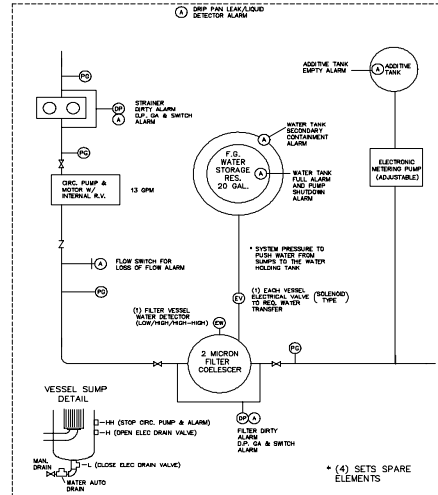 A DRIP PAN LEAK/LIQUID
DETECTOR ALARM
PG
STRAINER
DIRTY ALARM
D.P. GA & SWITCH
ALARM
DP
A
PG
CIRC. PUMP &
MOTOR W/
INTERNAL R.V.
13 GPM
A
FLOW SWITCH FOR
LOSS OF FLOW ALARM
PG
ADDITIVE TANK
EMPTY ALARM
A
ADDITIVE
TANK
A
WATER TANK
SECONDARY
CONTAINMENT
ALARM
F.G.
WATER
STORAGE
RES.
20 GAL.
A
WATER TANK
FULL ALARM
AND PUMP
SHUTDOWN
ALARM
ELECTRONIC
METERING PUMP
(ADJUSTABLE)
* SYSTEM PRESSURE TO
PUSH WATER FROM
SUMPS TO THE WATER
HOLDING TANK
EV
(1) EACH VESSEL
ELECTRICAL VALVE (SOLENOID)
TO REQ. WATER TYPE
TRANSFER
(1) FILTER VESSEL
WATER DETECTOR
(LOW/HIGH/HIGH-HIGH)
EW
2 MICRON
FILTER
COELESCER
PG
DP A
FILTER DIRTY
ALARM
D.P. GA & SWITCH
ALARM
VESSEL SUMP
DETAIL
HH (STOP CIRC. PUMP & ALARM)
H (OPEN ELEC DRAIN VALVE)
L (CLOSE ELEC DRAIN VALVE)
MAN.
DRAIN
WATER AUTO
DRAIN
* (4) SETS SPARE
ELEMENTS